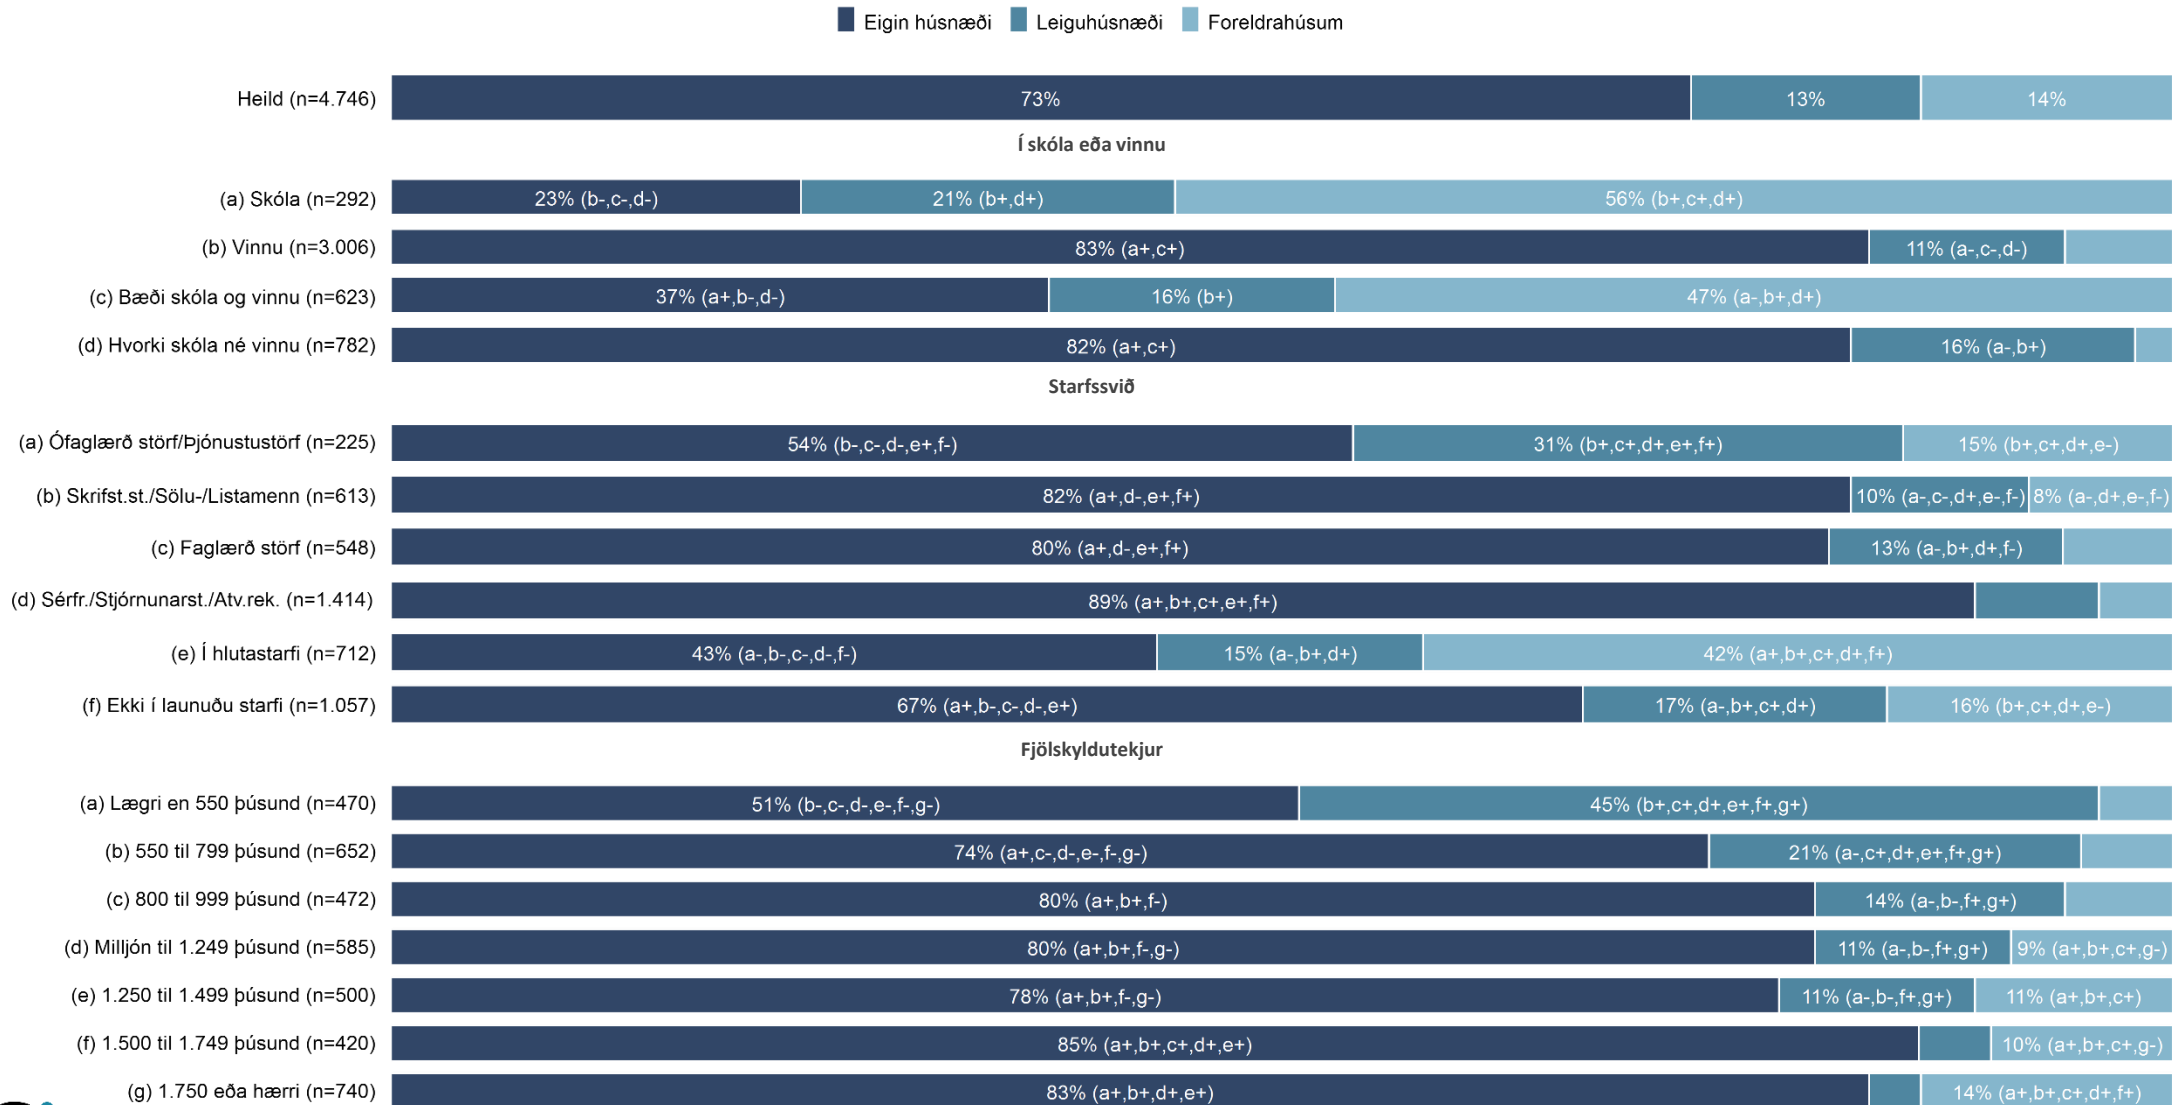 Eigin húsnæði Leiguhúsnæði Foreldrahúsum
Heild (n=4.746) 73% 13% 14%
Í skóla eða vinnu
(a) Skóla (n=292) 23% (b-,c-,d-) 21% (b+,d+) 56% (b+,c+,d+)
(b) Vinnu (n=3.006) 83% (a+,c+) 11% (a-,c-,d-)
(c) Bæði skóla og vinnu (n=623) 37% (a+,b-,d-) 16% (b+) 47% (a-,b+,d+)
(d) Hvorki skóla né vinnu (n=782) 82% (a+,c+) 16% (a-,b+)
Starfssvið
(a) Ófaglærð störf/Þjónustustörf (n=225) 54% (b-,c-,d-,e+,f-) 31% (b+,c+,d+,e+,f+) 15% (b+,c+,d+,e-)
(b) Skrifst.st./Sölu-/Listamenn (n=613) 82% (a+,d-,e+,f+) 10% (a-,c-,d+,e-,f-) 8% (a-,d+,e-,f-)
(c) Faglærð störf (n=548) 80% (a+,d-,e+,f+) 13% (a-,b+,d+,f-)
(d) Sérfr./Stjórnunarst./Atv.rek. (n=1.414) 89% (a+,b+,c+,e+,f+)
(e) Í hlutastarfi (n=712) 43% (a-,b-,c-,d-,f-) 15% (a-,b+,d+) 42% (a+,b+,c+,d+,f+)
(f) Ekki í launuðu starfi (n=1.057) 67% (a+,b-,c-,d-,e+) 17% (a-,b+,c+,d+) 16% (b+,c+,d+,e-)
Fjölskyldutekjur
(a) Lægri en 550 þúsund (n=470) 51% (b-,c-,d-,e-,f-,g-) 45% (b+,c+,d+,e+,f+,g+)
(b) 550 til 799 þúsund (n=652) 74% (a+,c-,d-,e-,f-,g-) 21% (a-,c+,d+,e+,f+,g+)
(c) 800 til 999 þúsund (n=472) 80% (a+,b+,f-) 14% (a-,b-,f+,g+)
(d) Milljón til 1.249 þúsund (n=585) 80% (a+,b+,f-,g-) 11% (a-,b-,f+,g+) 9% (a+,b+,c+,g-)
(e) 1.250 til 1.499 þúsund (n=500) 78% (a+,b+,f-,g-) 11% (a-,b-,f+,g+) 11% (a+,b+,c+)
(f) 1.500 til 1.749 þúsund (n=420) 85% (a+,b+,c+,d+,e+) 10% (a+,b+,c+,g-)
(g) 1.750 eða hærri (n=740) 83% (a+,b+,d+,e+) 14% (a+,b+,c+,d+,f+)